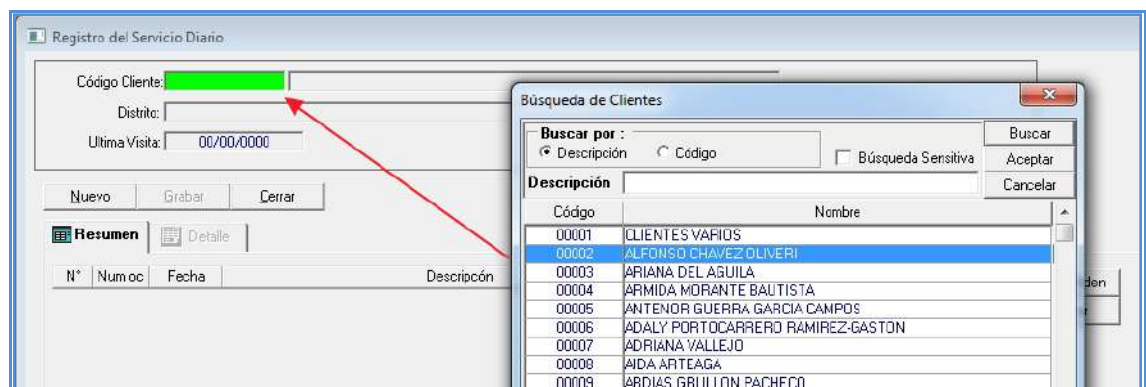 Registro del Servicio Diario
Código Cliente:
Distrito:
Ultima Visita: 00/00/0000
Nuevo Grabar Cerrar
Resumen Detalle
N° Num oc Fecha Descripcón
Búsqueda de Clientes
Buscar por :
Descripción Código Búsqueda Sensitiva
Descripción
Buscar
Aceptar
Cancelar
Código Nombre
00001 CLIENTES VARIOS
00002 ALFONSO CHAVEZ OLIVERI
00003 ARIANA DEL AGUILA
00004 ARMIDA MORANTE BAUTISTA
00005 ANTENOR GUERRA GARCIA CAMPOS
00006 ADALY PORTOCARRERO RAMIREZ-GASTON
00007 ADRIANA VALLEJO
00008 AIDA ARTEAGA
00009 ABDIAS GRULLON PACHECO